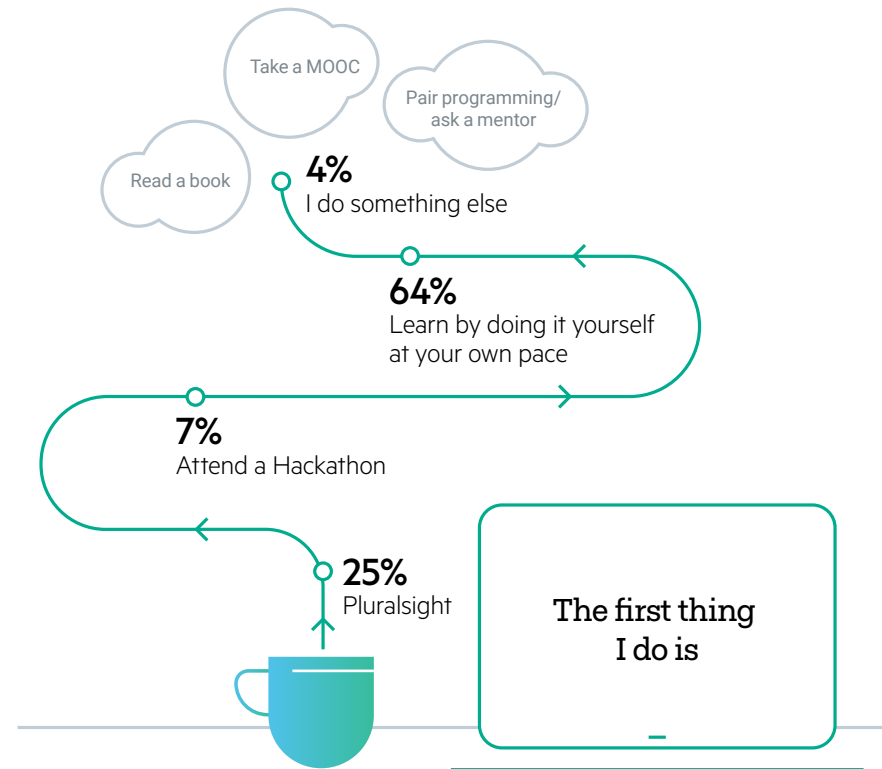 Take a MOOC
Pair programming/
ask a mentor
Read a book
4%
I do something else
64%
Learn by doing it yourself
at your own pace
7%
Attend a Hackathon
25%
Pluralsight
The first thing
I do is